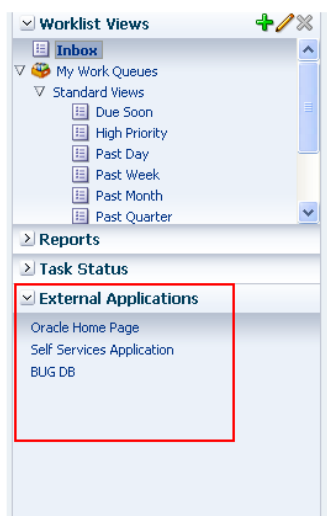 Worklist Views
Inbox
My Work Queues
Standard Views
Due Soon
High Priority
Past Day
Past Week
Past Month
Past Quarter
Reports
Task Status
External Applications
Oracle Home Page
Self Services Application
BUG DB